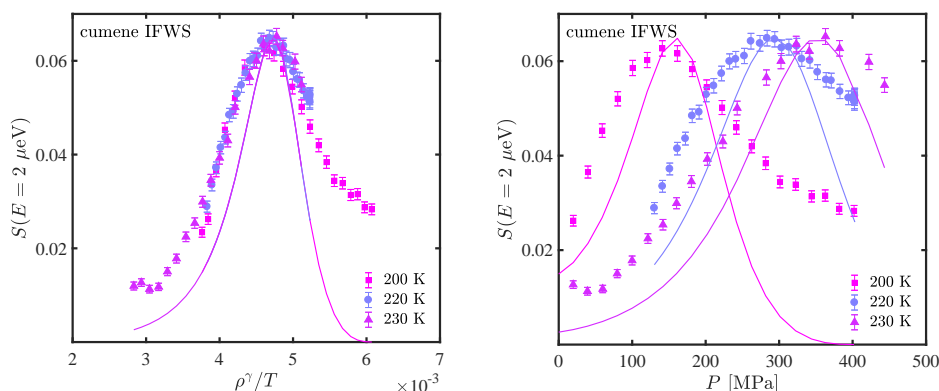 cumene IFWS
S(E = 2 μeV)
0.06
0.04
0.02
200 K
220 K
230 K
2 3 4 5 6 7
ρ^γ/T ×10⁻³
cumene IFWS
S(E = 2 μeV)
0.06
0.04
0.02
200 K
220 K
230 K
0 100 200 300 400 500
P [MPa]